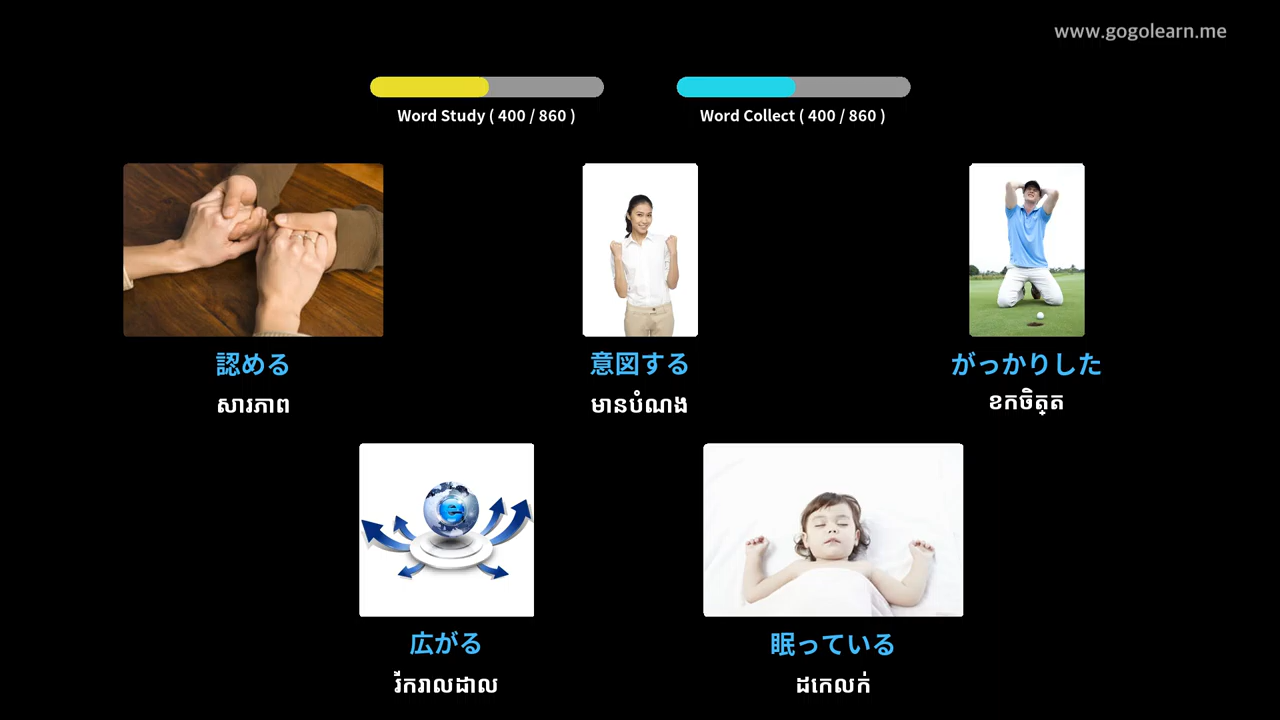 www.gogolearn.me
Word Study ( 400 / 860 )
Word Collect ( 400 / 860 )
認める
សារភាព
意図する
មានបំណង
がっかりした
ខកចិត្ត
e
広がる
រីករាលដាល
眠っている
ដេកលក់